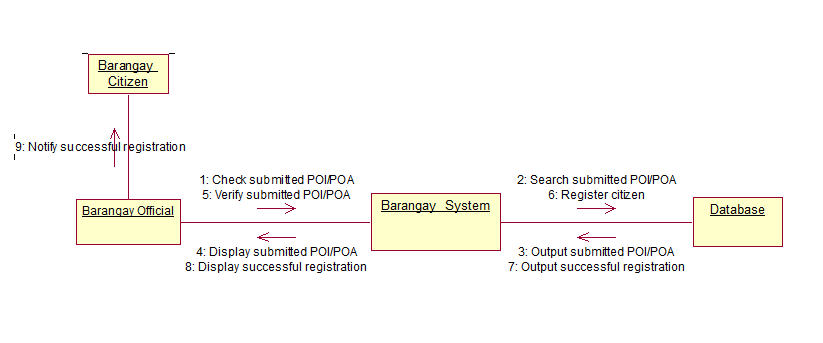 Barangay
Citizen
9: Notify successful registration
1: Check submitted POI/POA
5: Verify submitted POI/POA
2: Search submitted POI/POA
6: Register citizen
Barangay Official
Barangay System
Database
4: Display submitted POI/POA
8: Display successful registration
3: Output submitted POI/POA
7: Output successful registration